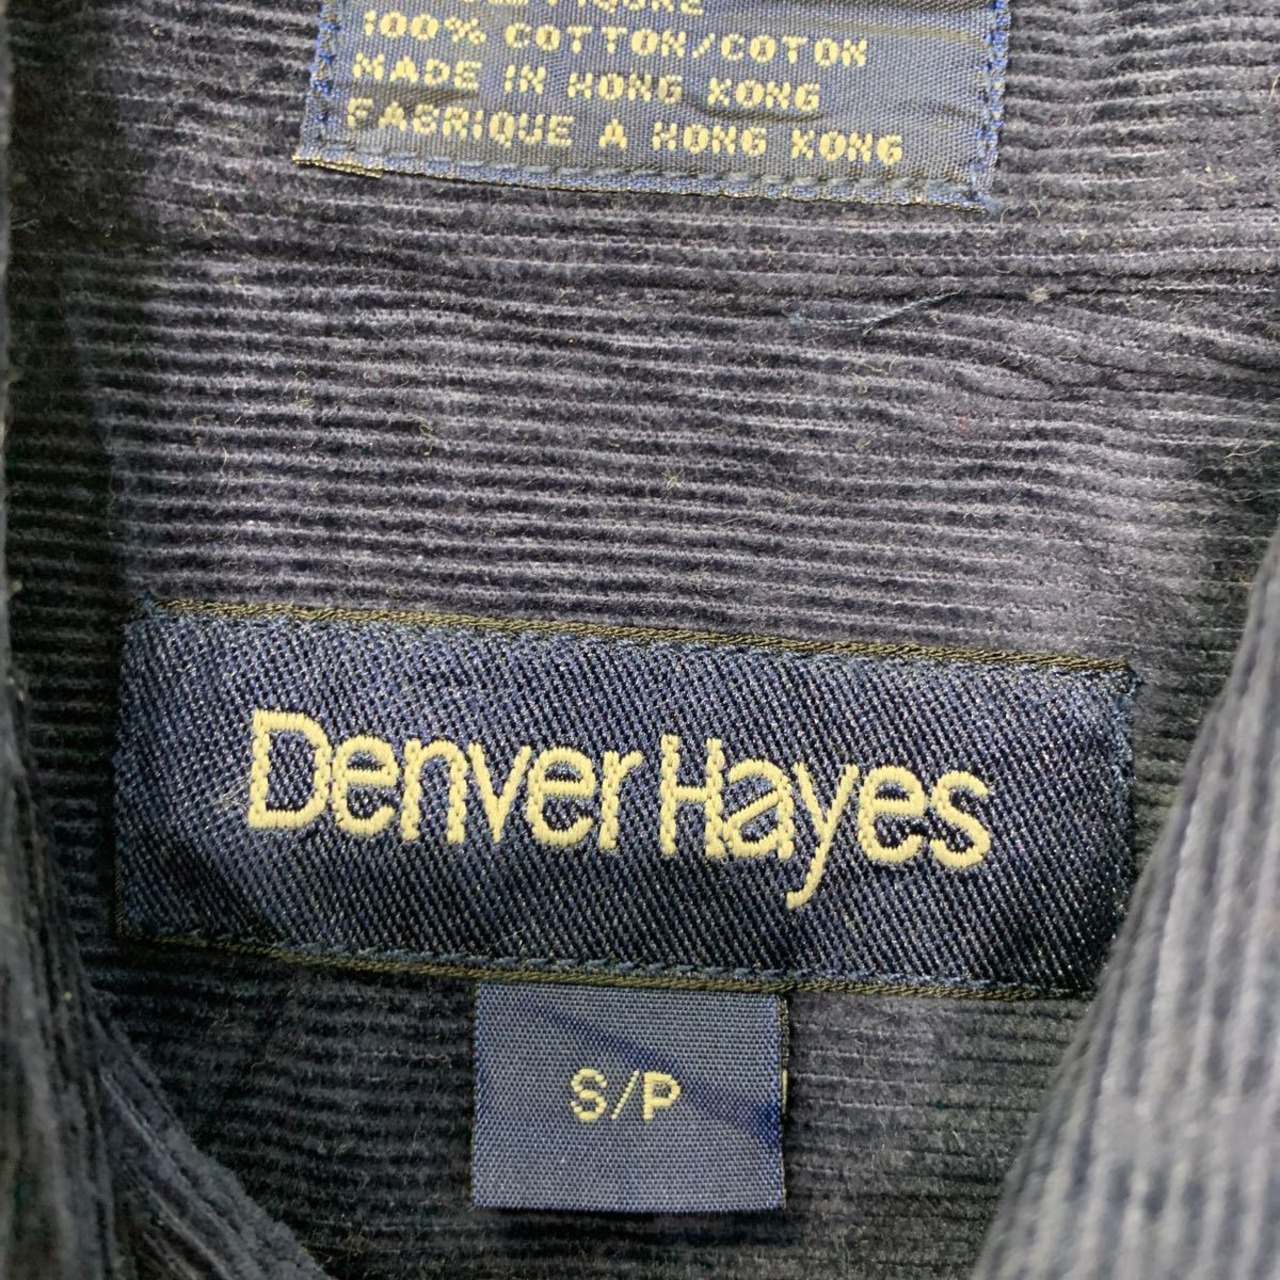 100% COTTON/COTON
MADE IN HONG KONG
FABRIQUE A HONG KONG
Denver Hayes
S/P